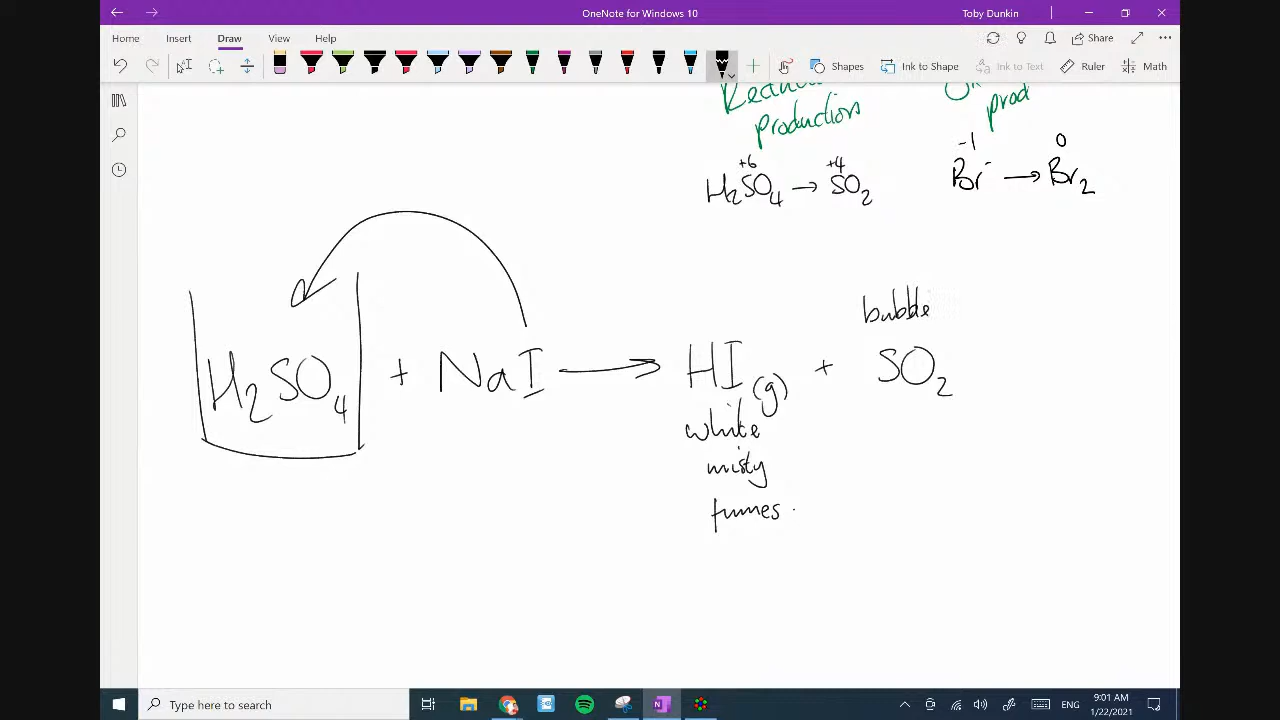 OneNote for Windows 10
Toby Dunkin
Home Insert Draw View Help
Share
Shapes Ink to Shape Ink to Text Ruler Math
productions
prod
+6 +4
H₂SO₄ → SO₂
-1 0
Br⁻ → Br₂
bubble
H₂SO₄ + NaI → HI(g) + SO₂
white
misty
fumes
Type here to search
ENG
9:01 AM
1/22/2021